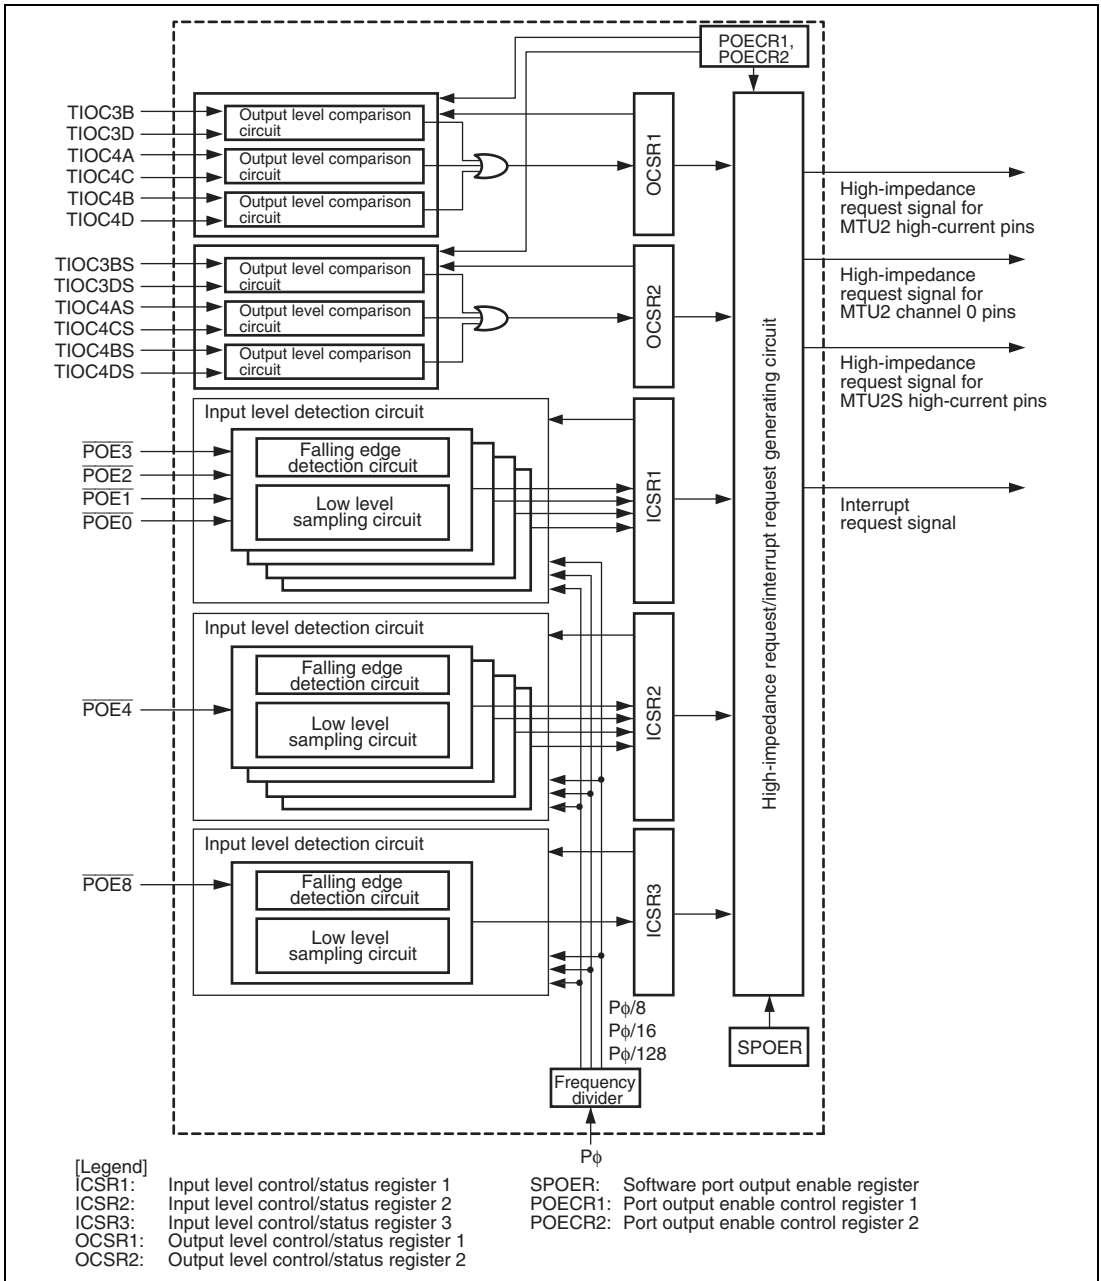 POECR1,
POECR2
TIOC3B
TIOC3D
TIOC4A
TIOC4C
TIOC4B
TIOC4D
Output level comparison
circuit
Output level comparison
circuit
Output level comparison
circuit
OCSR1
TIOC3BS
TIOC3DS
TIOC4AS
TIOC4CS
TIOC4BS
TIOC4DS
Output level comparison
circuit
Output level comparison
circuit
Output level comparison
circuit
OCSR2
Input level detection circuit
POE3
POE2
POE1
POE0
Falling edge
detection circuit
Low level
sampling circuit
ICSR1
Input level detection circuit
POE4
Falling edge
detection circuit
Low level
sampling circuit
ICSR2
Input level detection circuit
POE8
Falling edge
detection circuit
Low level
sampling circuit
ICSR3
High-impedance request/interrupt request generating circuit
High-impedance
request signal for
MTU2 high-current pins
High-impedance
request signal for
MTU2 channel 0 pins
High-impedance
request signal for
MTU2S high-current pins
Interrupt
request signal
Pφ/8
Pφ/16
Pφ/128
SPOER
Frequency
divider
Pφ
[Legend]
ICSR1: Input level control/status register 1
ICSR2: Input level control/status register 2
ICSR3: Input level control/status register 3
OCSR1: Output level control/status register 1
OCSR2: Output level control/status register 2
SPOER: Software port output enable register
POECR1: Port output enable control register 1
POECR2: Port output enable control register 2